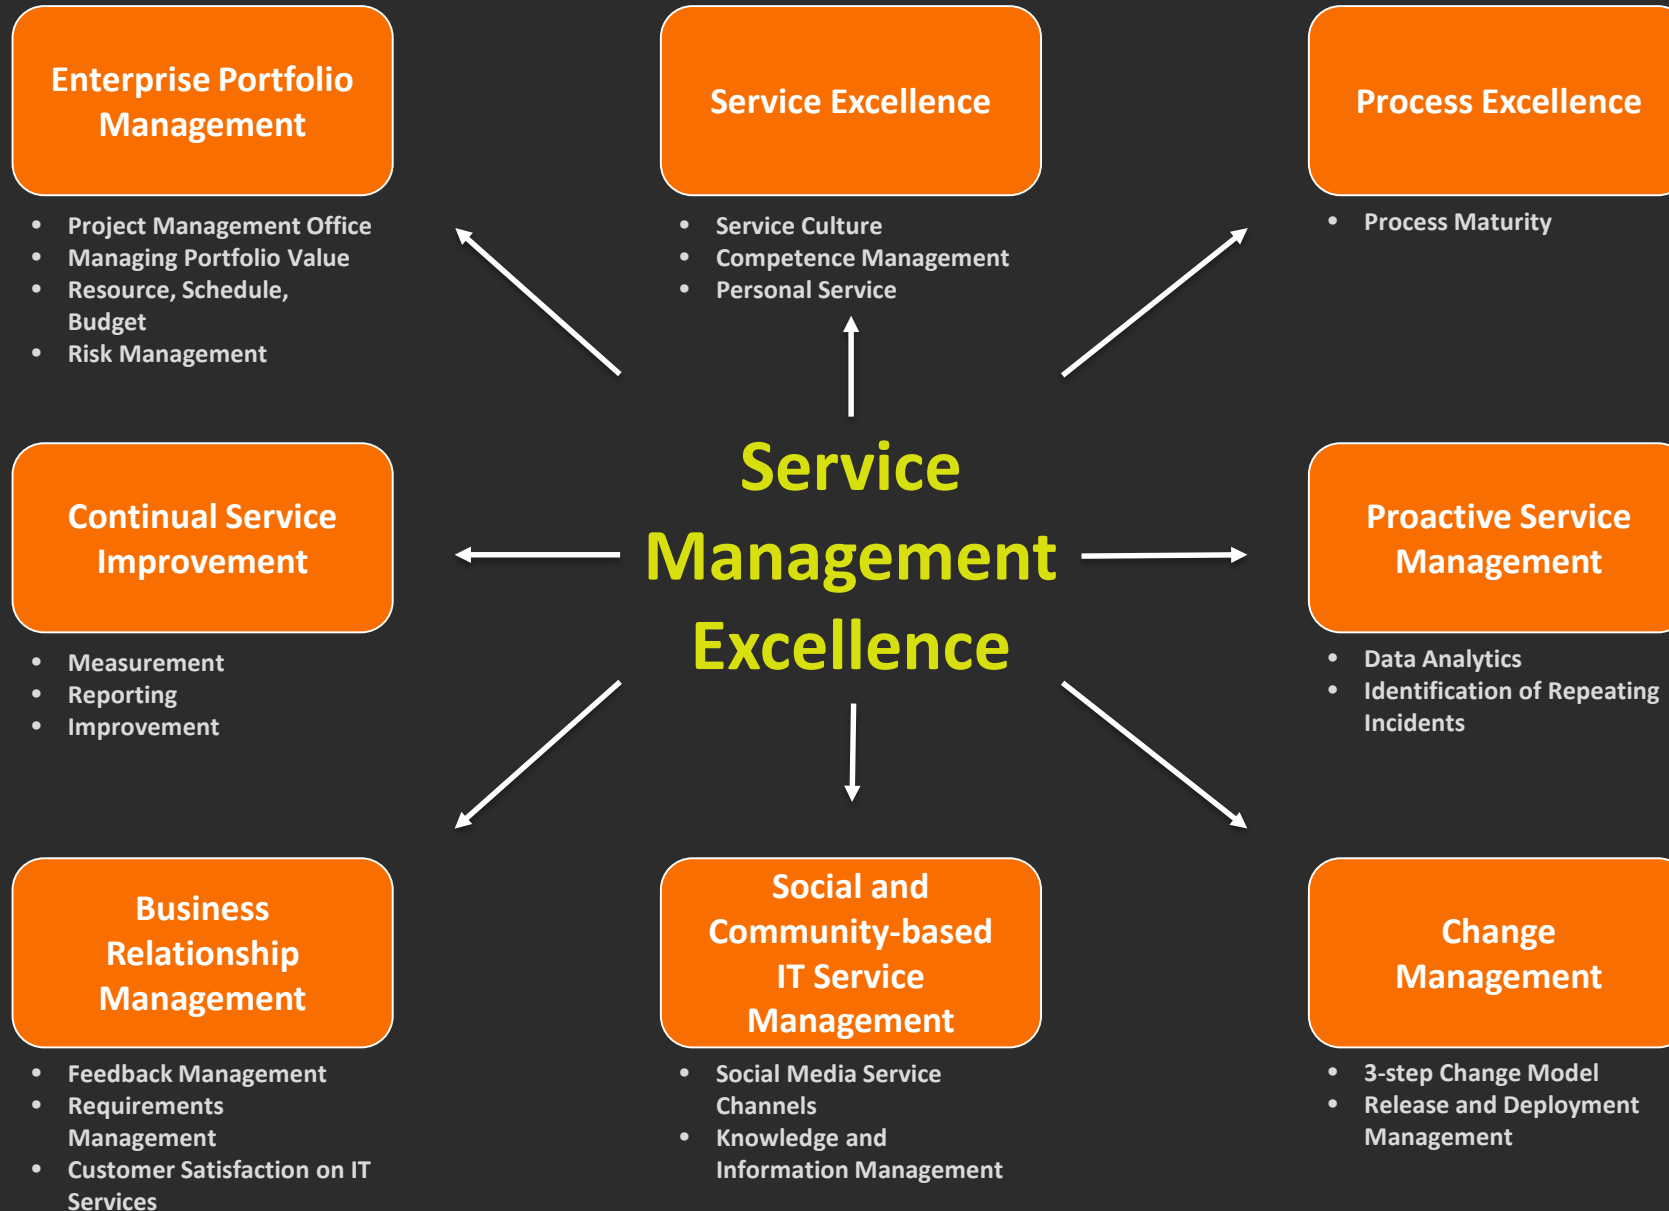 Enterprise Portfolio
Management
• Project Management Office
• Managing Portfolio Value
• Resource, Schedule,
Budget
• Risk Management
Service Excellence
• Service Culture
• Competence Management
• Personal Service
Process Excellence
• Process Maturity
Continual Service
Improvement
• Measurement
• Reporting
• Improvement
Service
Management
Excellence
Proactive Service
Management
• Data Analytics
• Identification of Repeating
Incidents
Business
Relationship
Management
• Feedback Management
• Requirements
Management
• Customer Satisfaction on IT
Services
Social and
Community-based
IT Service
Management
• Social Media Service
Channels
• Knowledge and
Information Management
Change
Management
• 3-step Change Model
• Release and Deployment
Management